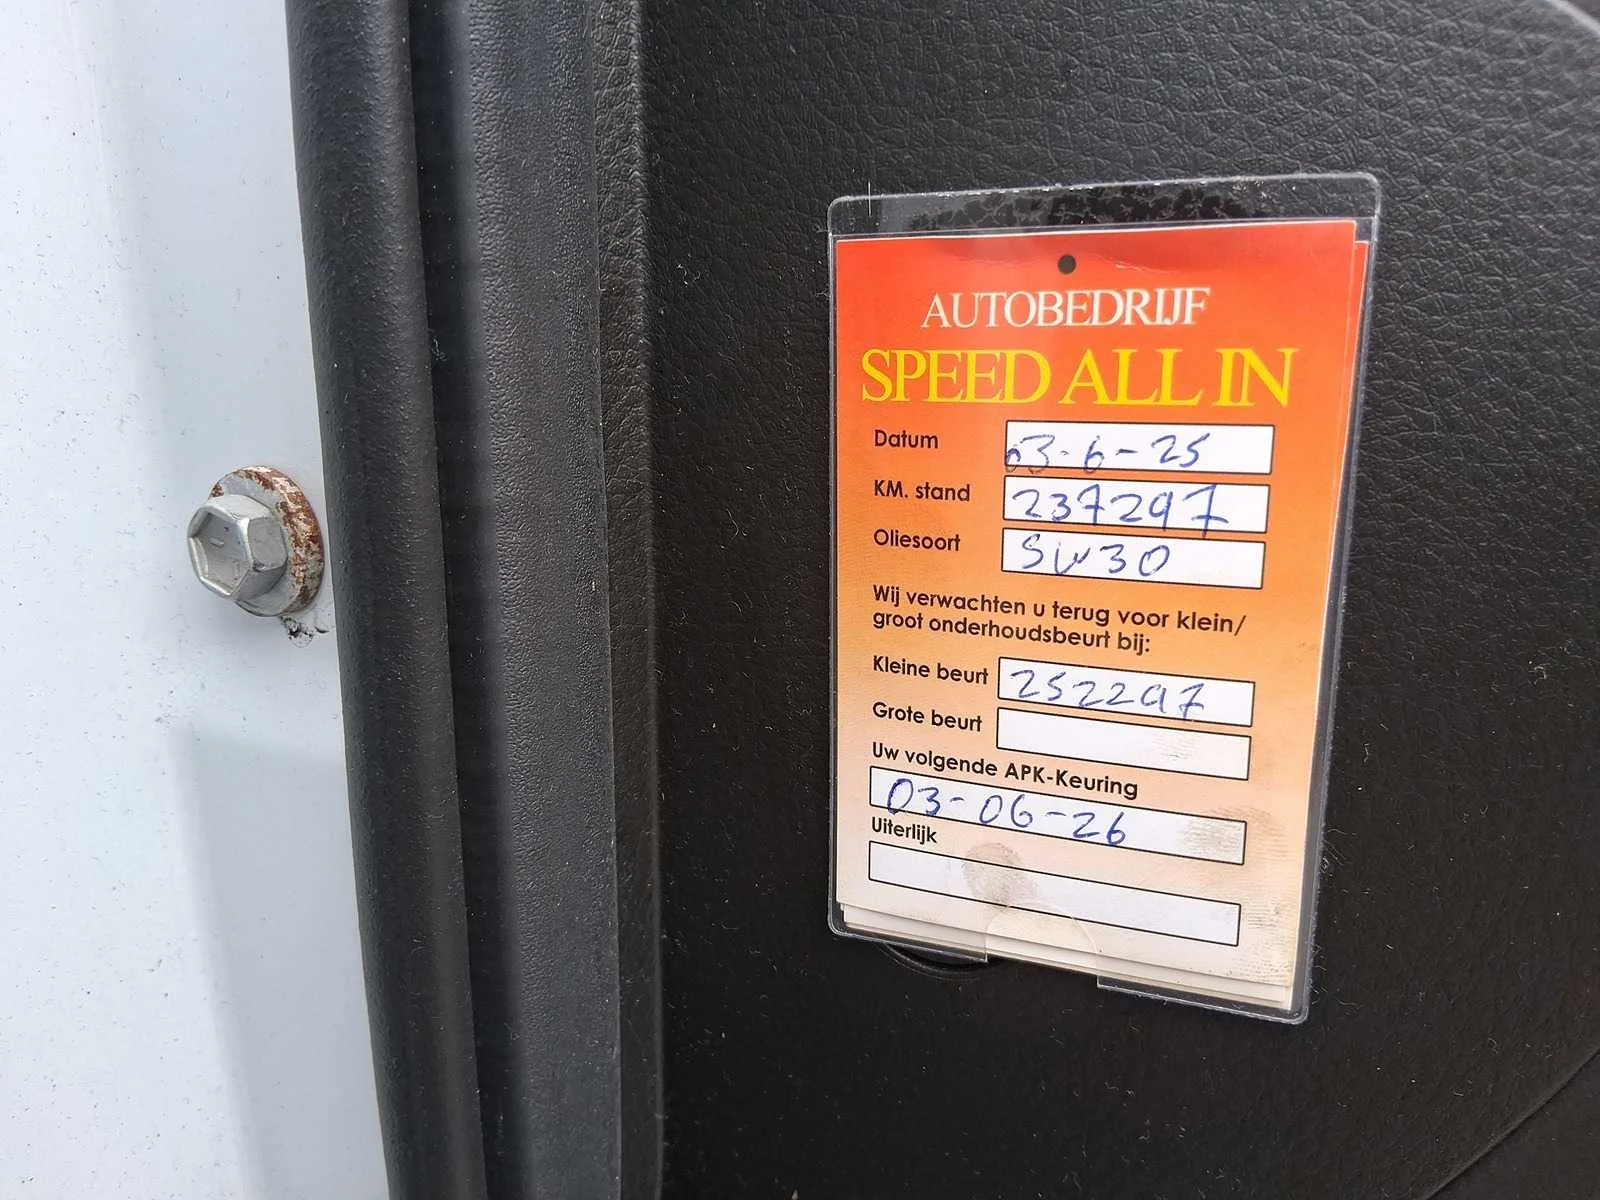 AUTOBEDRIJF
SPEED ALL IN
Datum 03-6-25
KM. stand 237297
Oliesoort 5W30
Wij verwachten u terug voor klein/
groot onderhoudsbeurt bij:
Kleine beurt 252297
Grote beurt
Uw volgende APK-Keuring
03-06-26
Uiterlijk